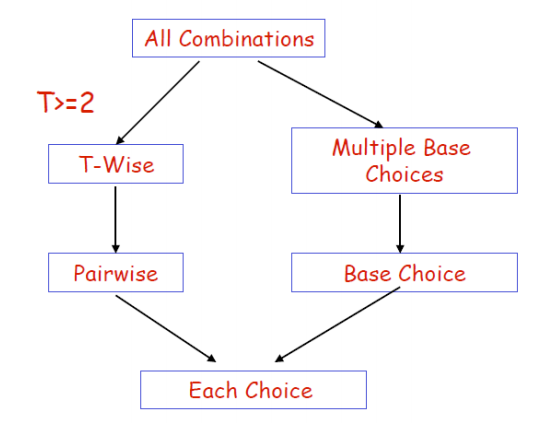 All Combinations
T>=2
T-Wise
Multiple Base
Choices
Pairwise
Base Choice
Each Choice